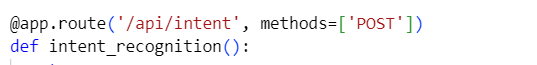 @app.route('/api/intent', methods=['POST'])
def intent_recognition():